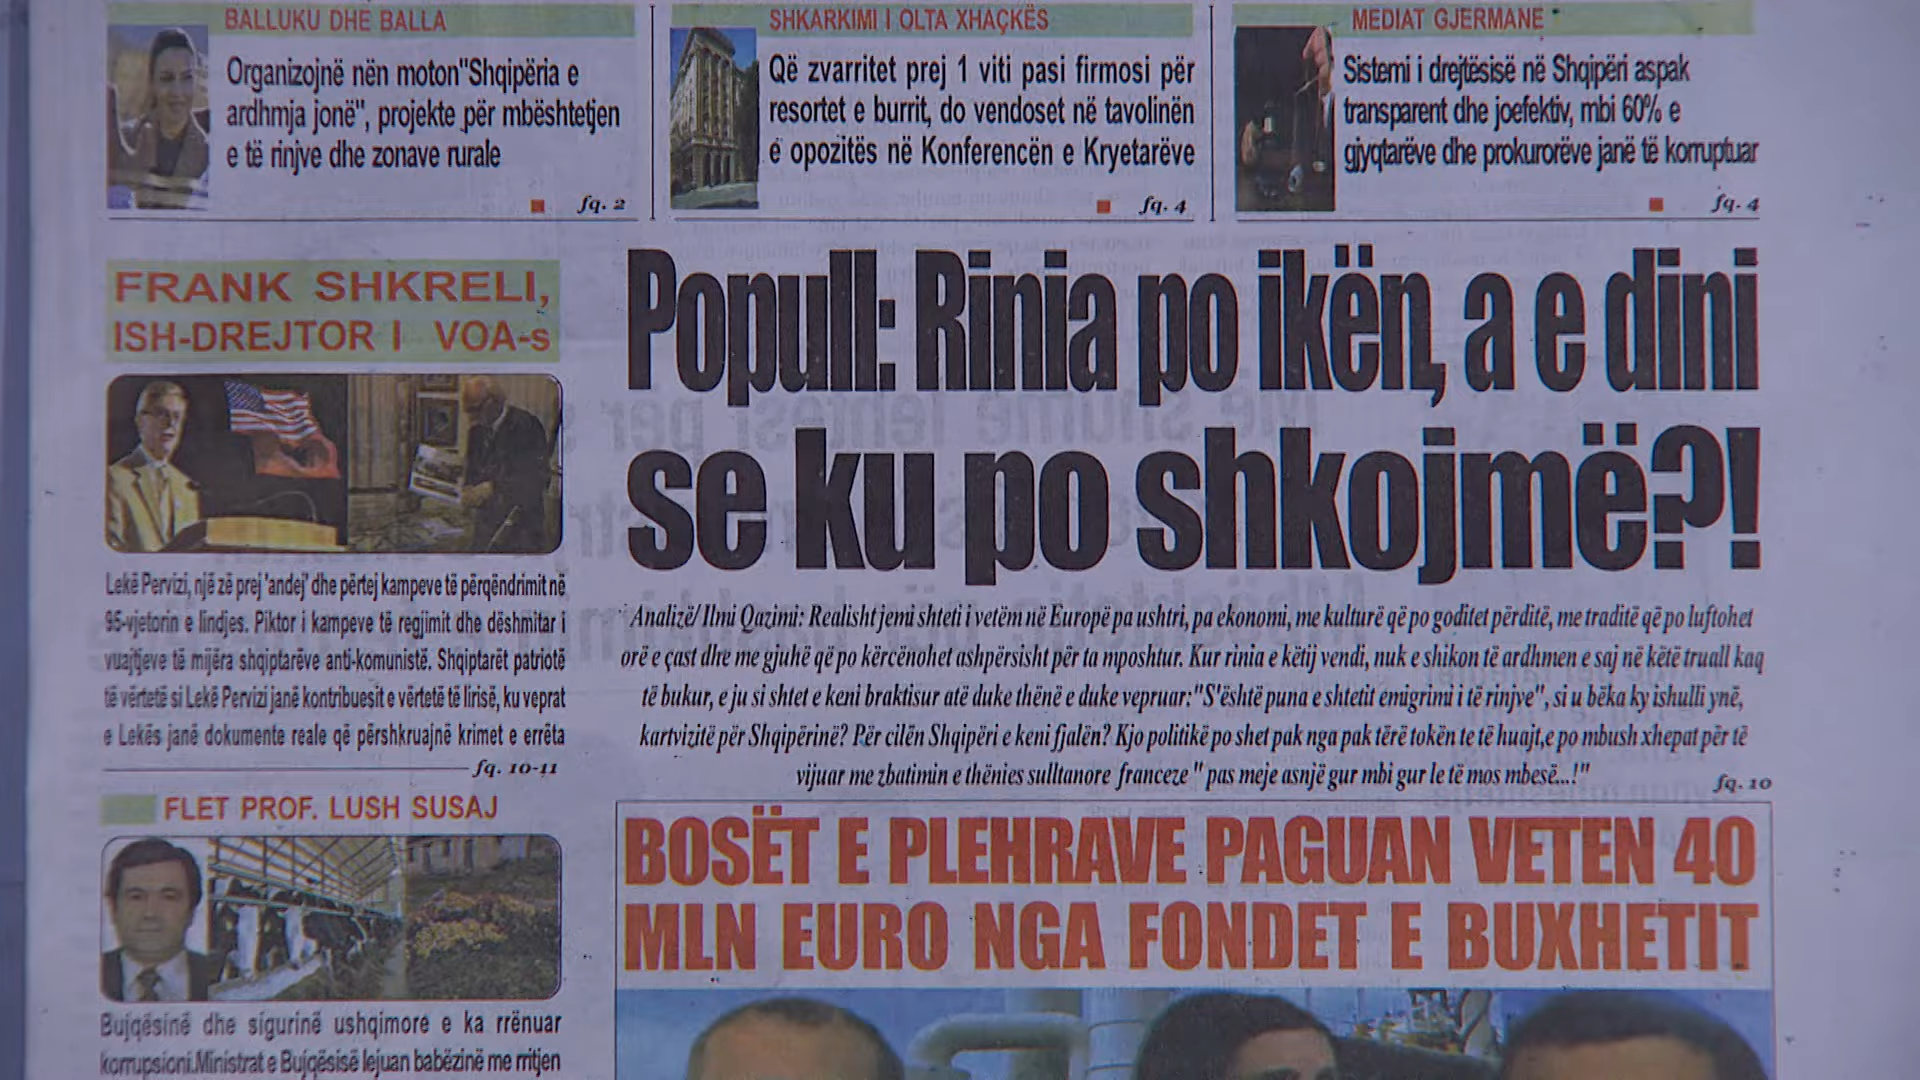 BALLUKU DHE BALLA
Organizojnë nën moton"Shqipëria e
ardhmja jonë", projekte për mbështetjen
e të rinjve dhe zonave rurale
fq. 2
SHKARKIMI I OLTA XHAÇKËS
Që zvarritet prej 1 viti pasi firmosi për
resortet e burrit, do vendoset në tavolinën
e opozitës në Konferencën e Kryetarëve
fq. 4
MEDIAT GJERMANE
Sistemi i drejtësisë në Shqipëri aspak
transparent dhe joefektiv, mbi 60% e
gjyqtarëve dhe prokurorëve janë të korruptuar
fq. 4
FRANK SHKRELI,
ISH-DREJTOR I VOA-s
Lekë Pervizi, një zë prej 'andej' dhe përtej kampeve të përqëndrimit në
95-vjetorin e lindjes. Piktor i kampeve të regjimit dhe dëshmitar i
vuajtjeve të mijëra shqiptarëve anti-komunistë. Shqiptarët patriotë
të vërtetë si Lekë Pervizi janë kontribuesit e vërtetë të lirisë, ku veprat
e Lekës janë dokumente reale që përshkruajnë krimet e errëta
fq. 10-11
Popull: Rinia po ikën, a e dini
se ku po shkojmë?!
Analizë/ Ilmi Qazimi: Realisht jemi shteti i vetëm në Europë pa ushtri, pa ekonomi, me kulturë që po goditet përditë, me traditë që po luftohet
orë e çast dhe me gjuhë që po kërcënohet ashpërsisht për ta mposhtur. Kur rinia e këtij vendi, nuk e shikon të ardhmen e saj në këtë truall kaq
të bukur, e ju si shtet e keni braktisur atë duke thënë e duke vepruar:"S'është puna e shtetit emigrimi i të rinjve", si u bëka ky ishulli ynë,
kartvizitë për Shqipërinë? Për cilën Shqipëri e keni fjalën? Kjo politikë po shet pak nga pak tërë tokën te të huajt,e po mbush xhepat për të
vijuar me zbatimin e thënies sulltanore franceze " pas meje asnjë gur mbi gur le të mos mbesë...!"
fq. 10
FLET PROF. LUSH SUSAJ
Bujqësinë dhe sigurinë ushqimore e ka rrënuar
korrupsioni.Ministrat e Bujqësisë lejuan babëzinë me rritjen
BOSËT E PLEHRAVE PAGUAN VETEN 40
MLN EURO NGA FONDET E BUXHETIT